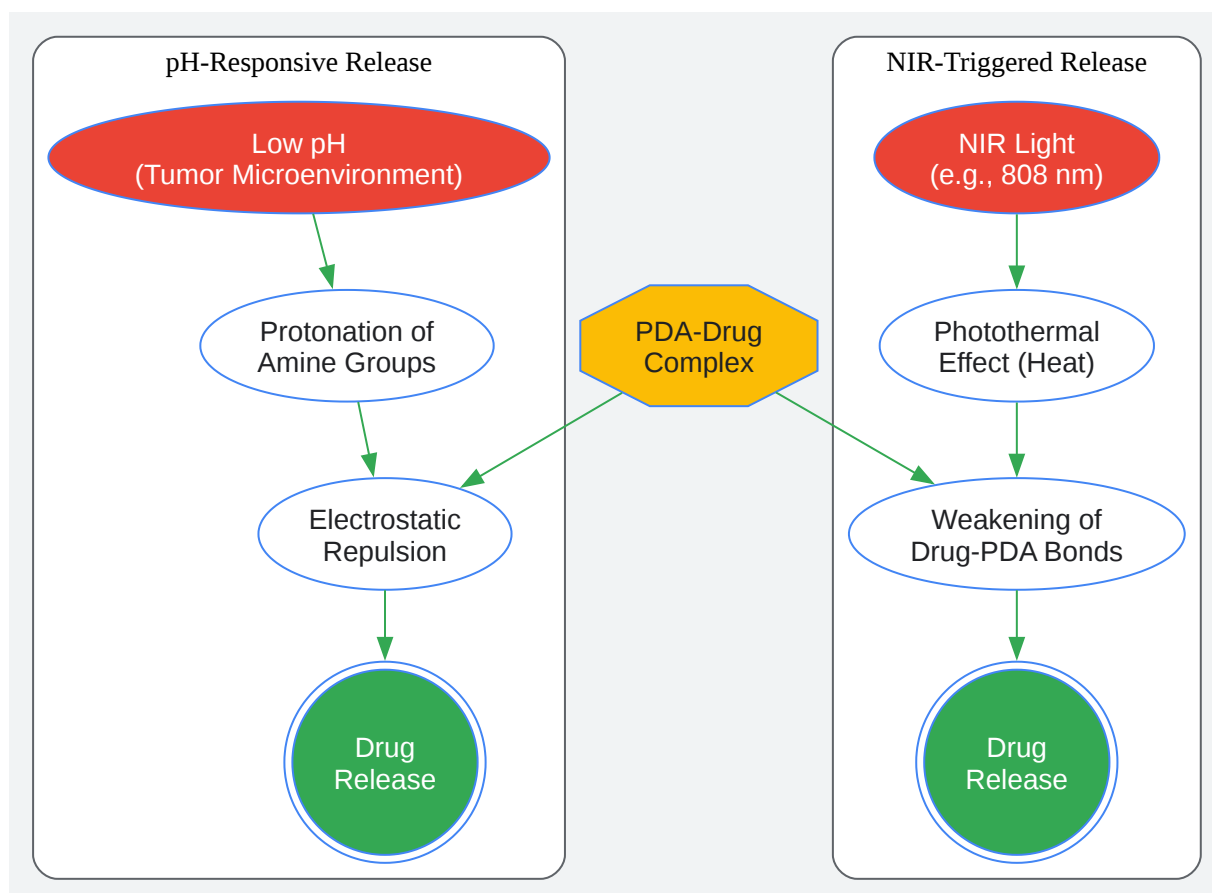 pH-Responsive Release
Low pH
(Tumor Microenvironment)
Protonation of
Amine Groups
Electrostatic
Repulsion
Drug
Release
PDA-Drug
Complex
NIR-Triggered Release
NIR Light
(e.g., 808 nm)
Photothermal
Effect (Heat)
Weakening of
Drug-PDA Bonds
Drug
Release